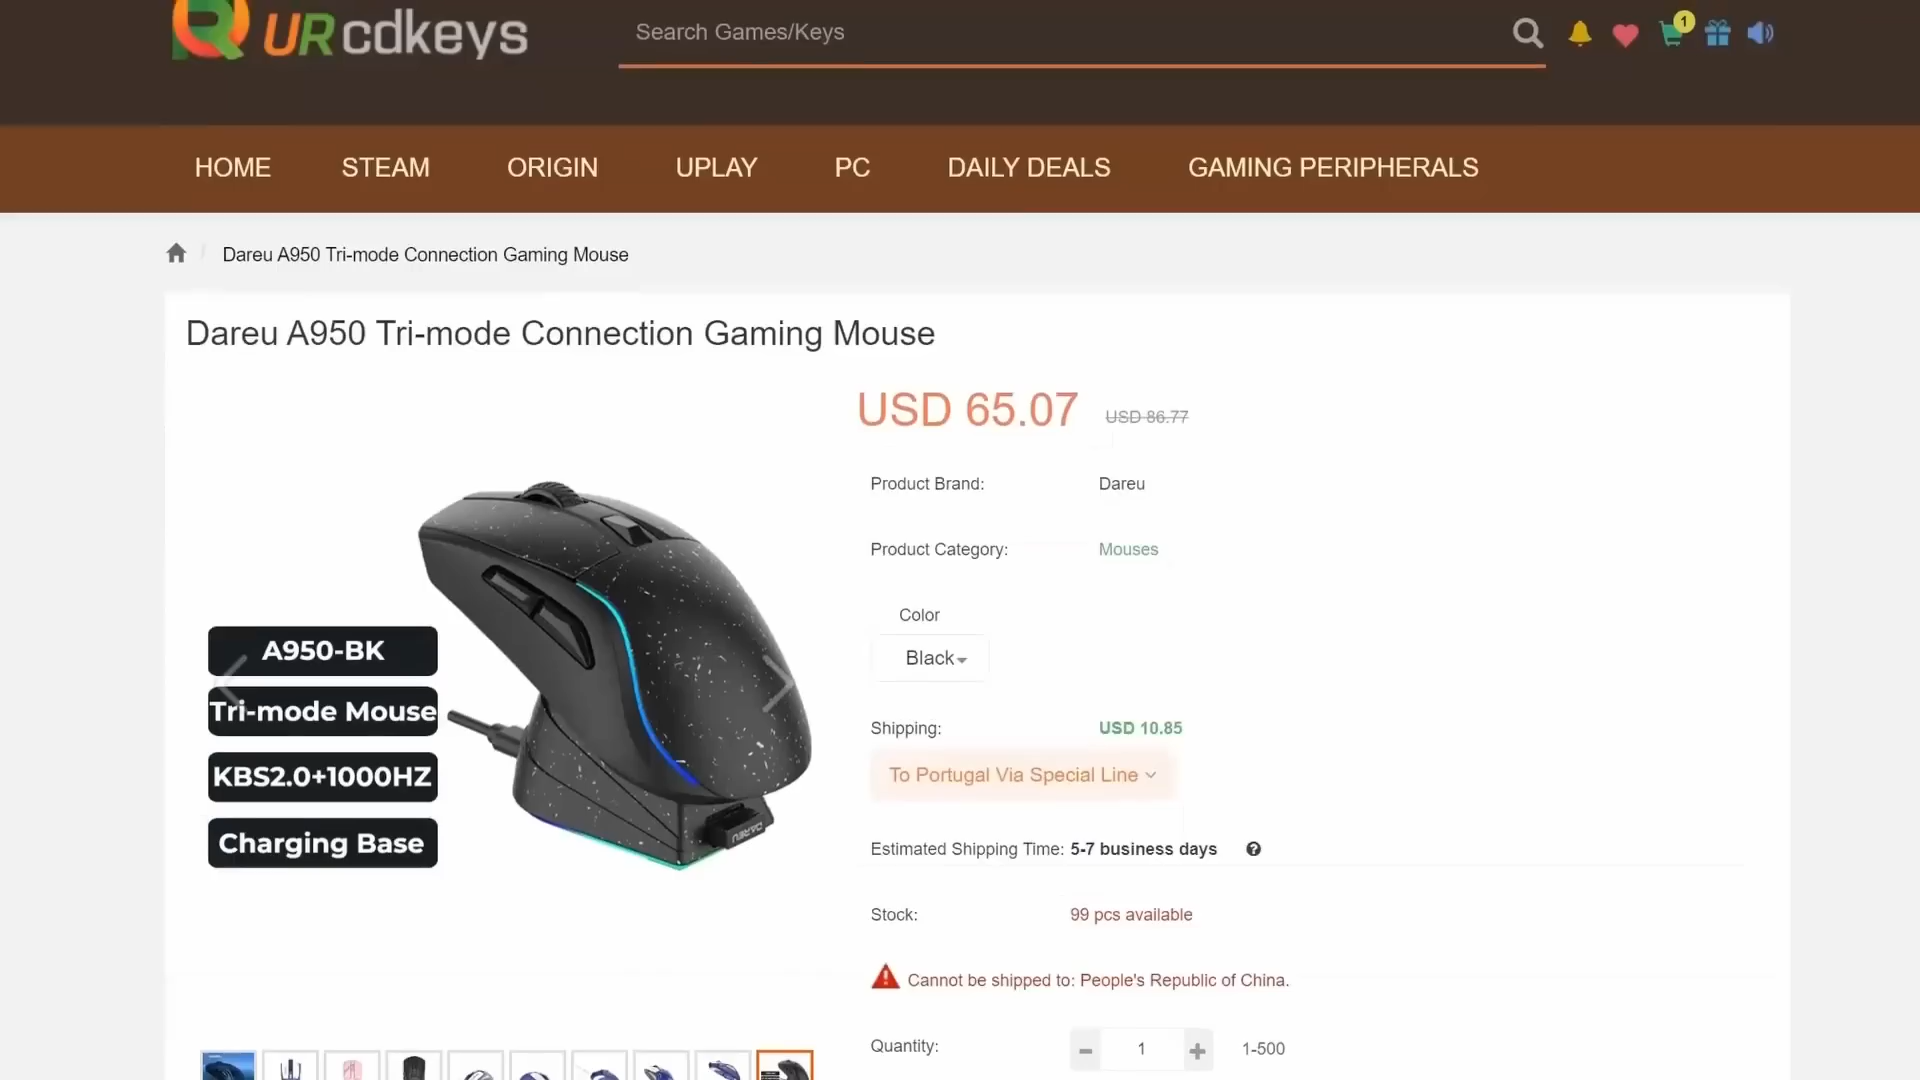 URcdkeys
Search Games/Keys
1
HOME STEAM ORIGIN UPLAY PC DAILY DEALS GAMING PERIPHERALS
/ Dareu A950 Tri-mode Connection Gaming Mouse
Dareu A950 Tri-mode Connection Gaming Mouse
USD 65.07 USD 86.77
Product Brand: Dareu
Product Category: Mouses
Color
Black
Shipping: USD 10.85
To Portugal Via Special Line
Estimated Shipping Time: 5-7 business days ?
Stock: 99 pcs available
Cannot be shipped to: People's Republic of China.
Quantity: - 1 + 1-500
A950-BK
Tri-mode Mouse
KBS2.0+1000HZ
Charging Base
DAREU